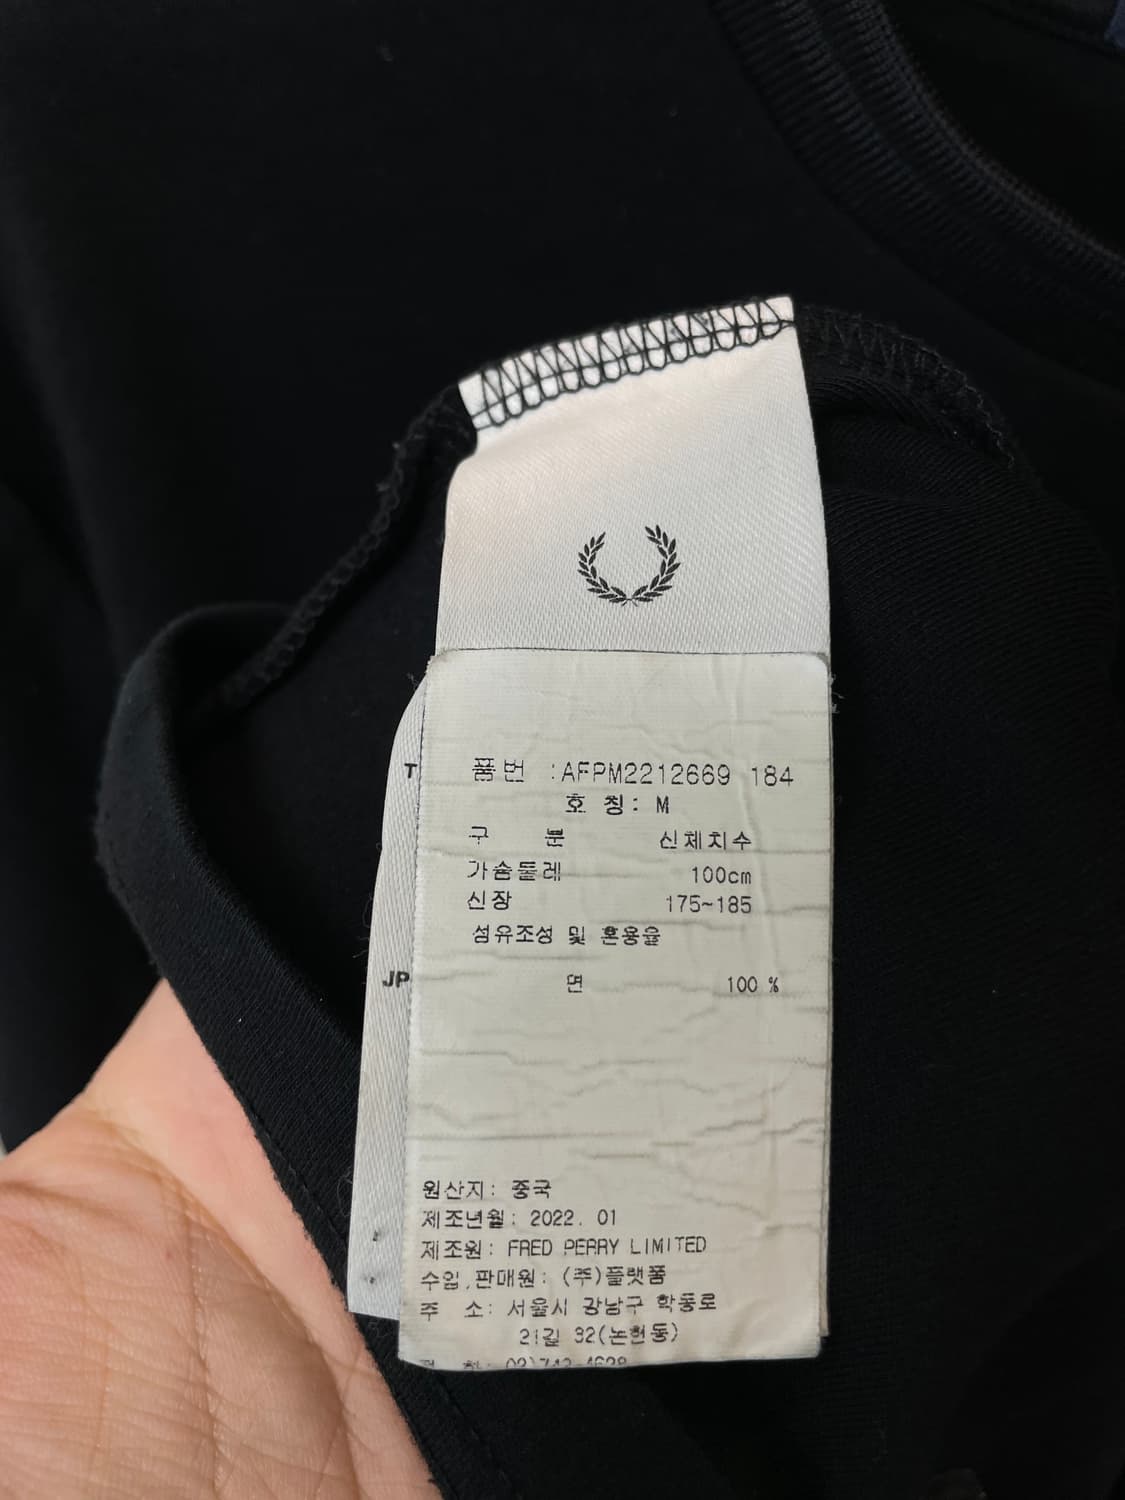 품번 :AFPM2212669 184
호 칭: M
구 분 신체치수
가슴둘레 100cm
신장 175~185
섬유조성 및 혼용율
면 100 %
원산지: 중국
제조년월: 2022. 01
제조원: FRED PERRY LIMITED
수입,판매원: (주)플랫폼
주 소: 서울시 강남구 학동로
21길 32(논현동)
T
JP